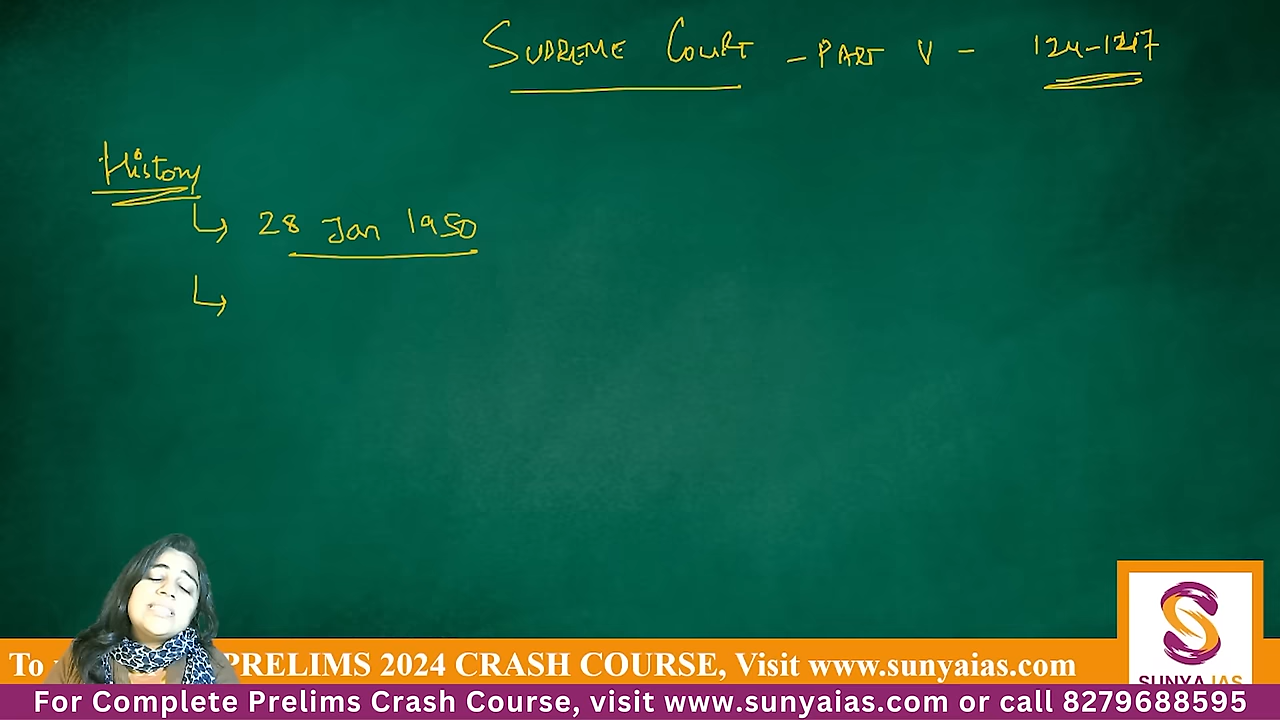 SUPREME COURT - PART V - 124-147
History
↳ 28 Jan 1950
↳
To PRELIMS 2024 CRASH COURSE, Visit www.sunyaias.com
SUNYA IAS
For Complete Prelims Crash Course, visit www.sunyaias.com or call 8279688595